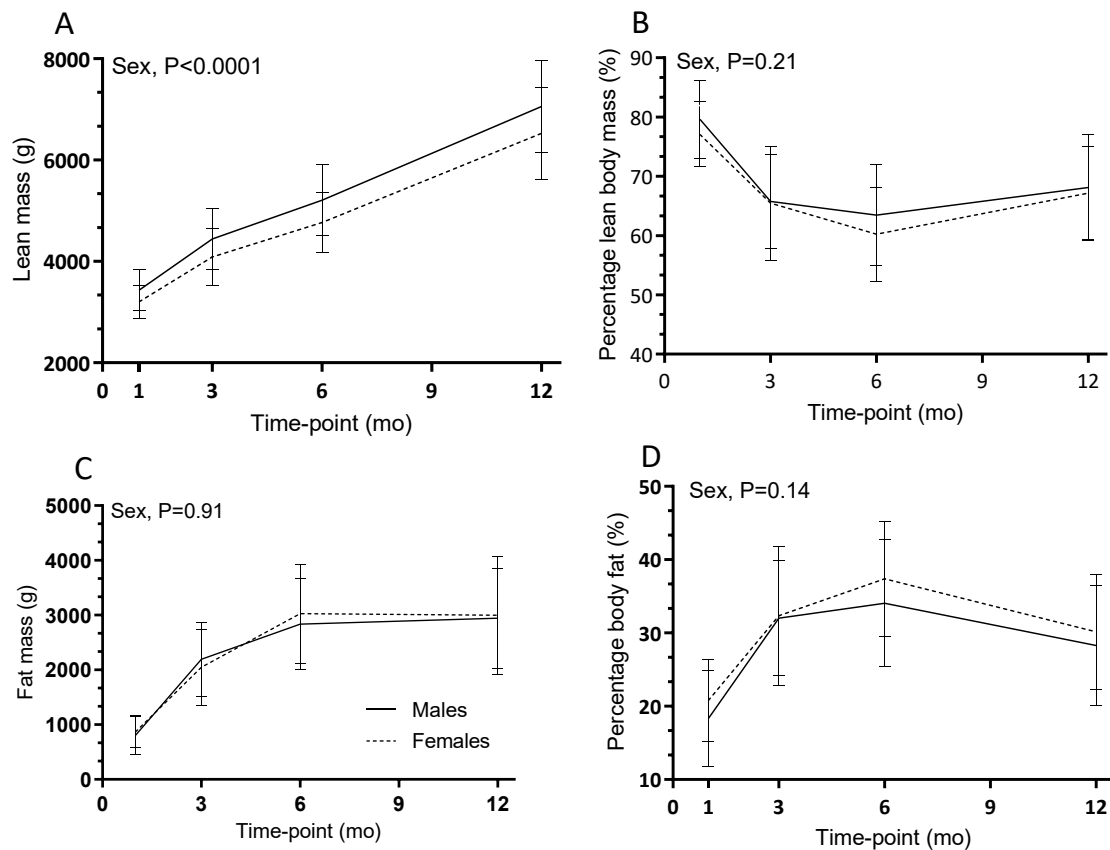 A
Sex, P<0.0001
Lean mass (g)
8000
6000
4000
2000
0 1 3 6 9 12
Time-point (mo)
B
Sex, P=0.21
Percentage lean body mass (%)
90
80
70
60
50
40
0 3 6 9 12
Time-point (mo)
C
Sex, P=0.91
Fat mass (g)
5000
4000
3000
2000
1000
0
Males
Females
0 3 6 9 12
Time-point (mo)
D
Sex, P=0.14
Percentage body fat (%)
50
40
30
20
10
0 1 3 6 9 12
Time-point (mo)